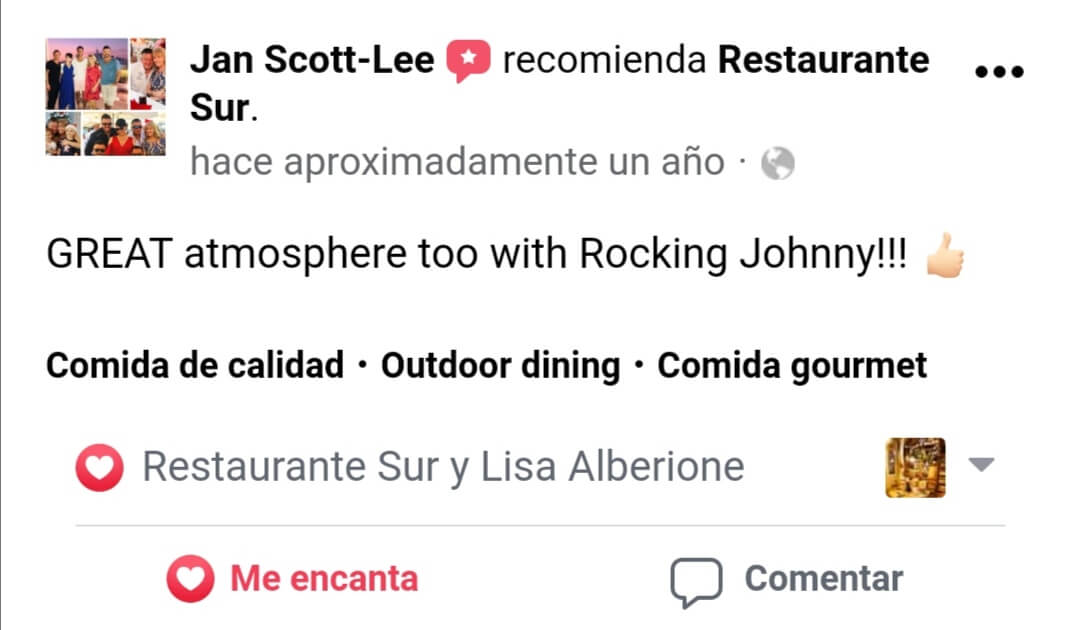 Jan Scott-Lee recomienda Restaurante
Sur.
hace aproximadamente un año ·
GREAT atmosphere too with Rocking Johnny!!! 👍🏻
Comida de calidad · Outdoor dining · Comida gourmet
Restaurante Sur y Lisa Alberione
Me encanta
Comentar